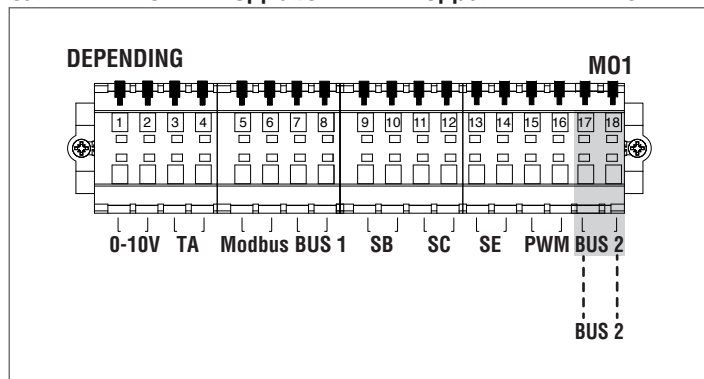 DEPENDING
M01
1 2 3 4 5 6 7 8 9 10 11 12 13 14 15 16 17 18
0-10V TA Modbus BUS 1 SB SC SE PWM BUS 2
BUS 2